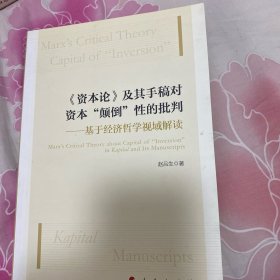 Marx's Critical Theory
Capital of "Inversion"
《资本论》及其手稿对
资本“颠倒”性的批判
——基于经济哲学视域解读
Marx's Critical Theory about Capital of "Inversion"
in Kapital and Its Manuscripts
著
Kapital
Manuscripts